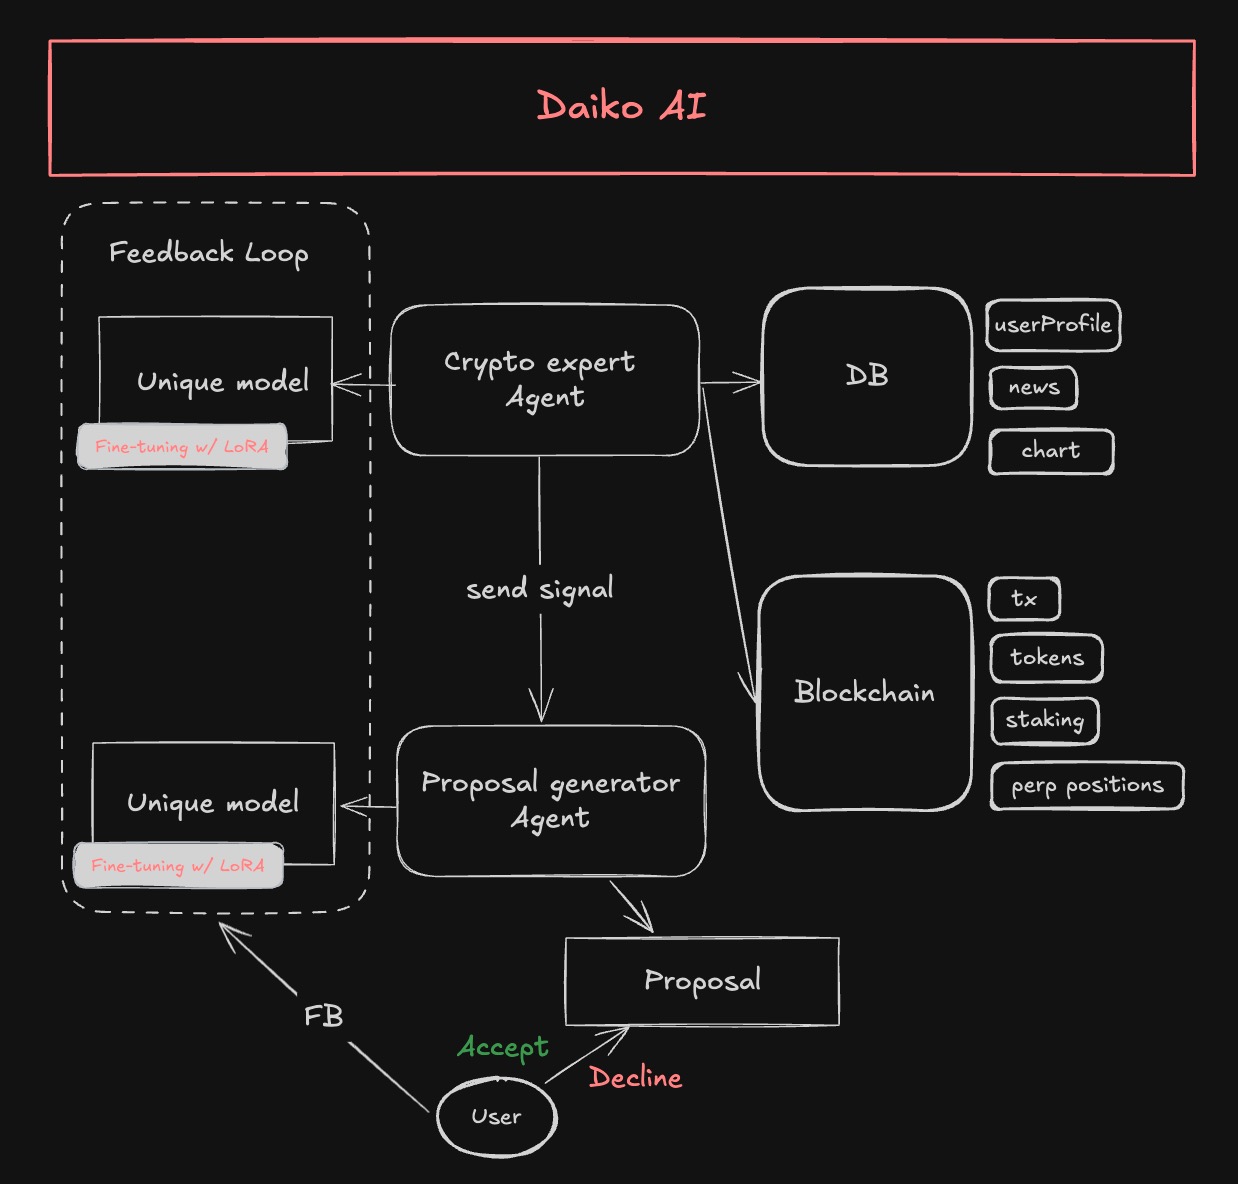 Daiko AI
Feedback Loop
Unique model
Fine-tuning w/ LoRA
Crypto expert
Agent
DB
userProfile
news
chart
send signal
Blockchain
tx
tokens
staking
perp positions
Unique model
Fine-tuning w/ LoRA
Proposal generator
Agent
Proposal
FB
Accept
Decline
User